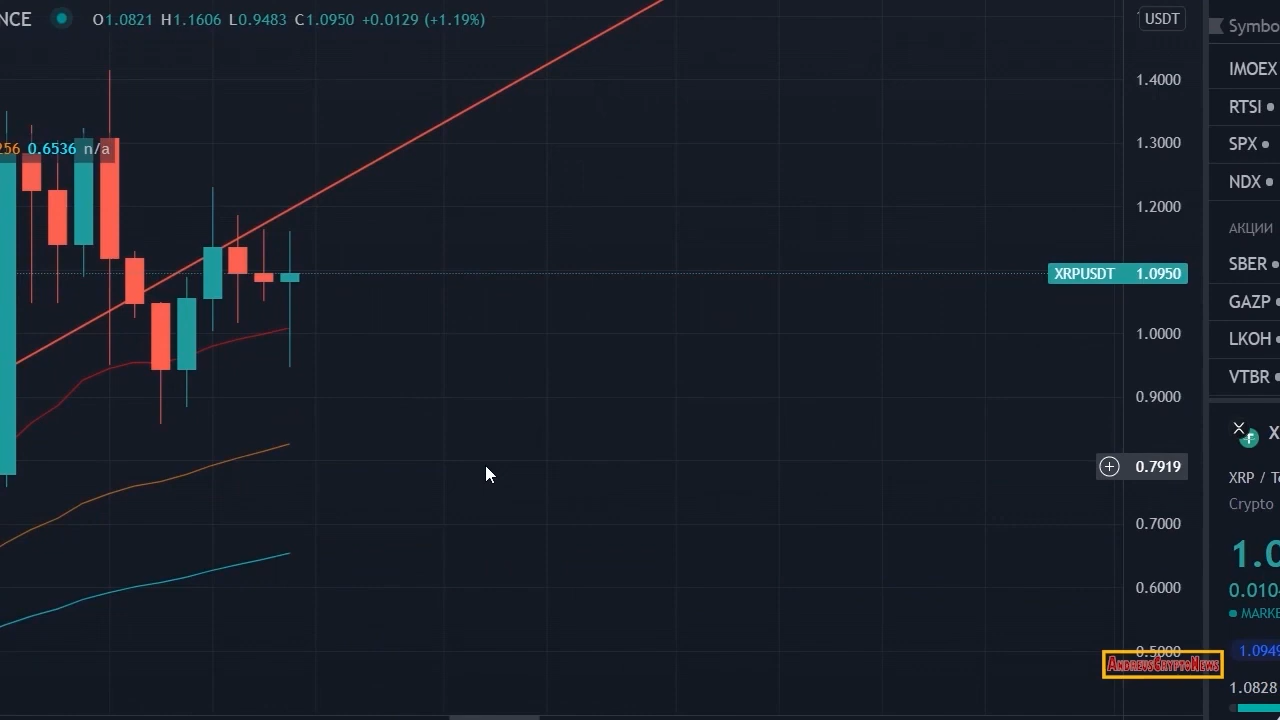 NCE O1.0821 H1.1606 L0.9483 C1.0950 +0.0129 (+1.19%)
USDT
Symbo
1.4000
IMOEX
RTSI
1.3000
SPX
256 0.6536 n/a
NDX
1.2000
АКЦИИ
SBER
XRPUSDT 1.0950
GAZP
1.0000
LKOH
VTBR
0.9000
X
0.7919
XRP / Te
Crypto
0.7000
1.0
0.6000
0.010
MARKE
0.5000
1.0949
AndreusCryptoNews
1.0828